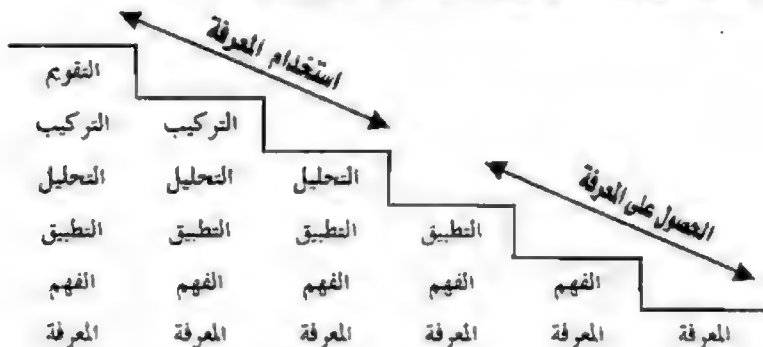 استخدام المعرفة
الحصول على المعرفة
التقويم
التركيب التركيب
التحليل التحليل التحليل
التطبيق التطبيق التطبيق التطبيق
الفهم الفهم الفهم الفهم الفهم
المعرفة المعرفة المعرفة المعرفة المعرفة المعرفة